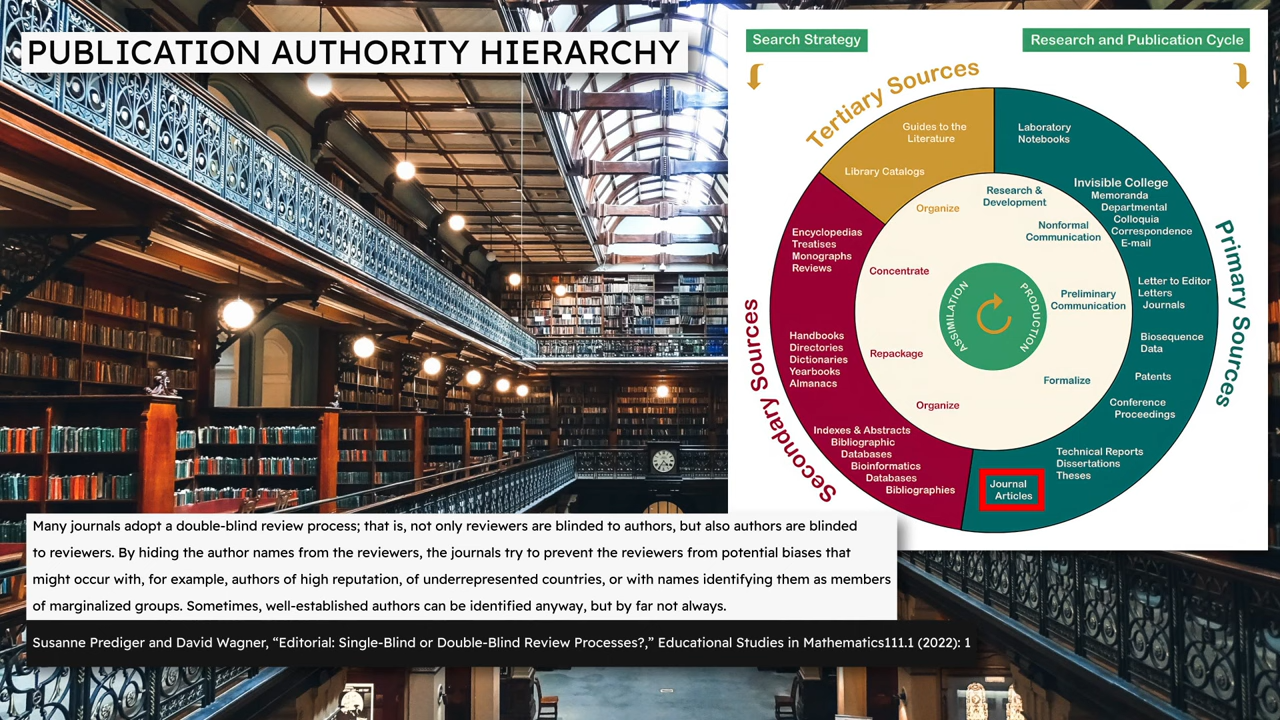 PUBLICATION AUTHORITY HIERARCHY
Search Strategy
Research and Publication Cycle
Tertiary Sources
Guides to the
Literature
Library Catalogs
Organize
Laboratory
Notebooks
Research &
Development
Invisible College
Memoranda
Departmental
Colloquia
Correspondence
E-mail
Nonformal
Communication
Primary Sources
Letter to Editor
Letters
Journals
Preliminary
Communication
Biosequence
Data
Patents
Conference
Proceedings
Formalize
Technical Reports
Dissertations
Theses
Journal
Articles
ASSIMILATION
PRODUCTION
Secondary Sources
Encyclopedias
Treatises
Monographs
Reviews
Concentrate
Handbooks
Directories
Dictionaries
Yearbooks
Almanacs
Repackage
Organize
Indexes & Abstracts
Bibliographic
Databases
Bioinformatics
Databases
Bibliographies
Many journals adopt a double-blind review process; that is, not only reviewers are blinded to authors, but also authors are blinded
to reviewers. By hiding the author names from the reviewers, the journals try to prevent the reviewers from potential biases that
might occur with, for example, authors of high reputation, of underrepresented countries, or with names identifying them as members
of marginalized groups. Sometimes, well-established authors can be identified anyway, but by far not always.
Susanne Prediger and David Wagner, “Editorial: Single-Blind or Double-Blind Review Processes?,” Educational Studies in Mathematics111.1 (2022): 1